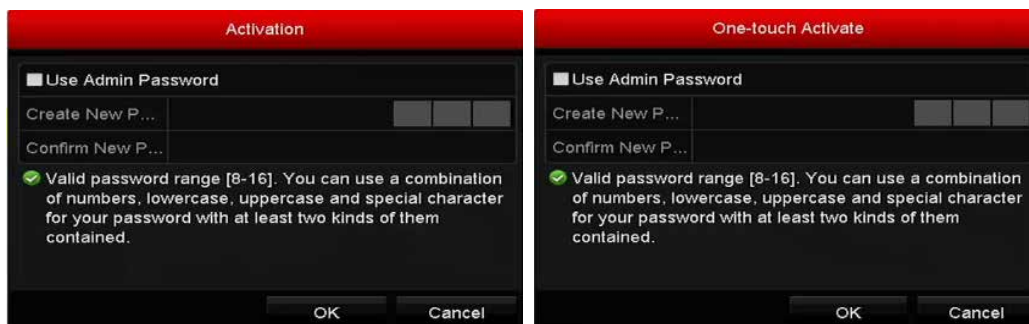 Activation
Use Admin Password
Create New P...
Confirm New P...
Valid password range [8-16]. You can use a combination
of numbers, lowercase, uppercase and special character
for your password with at least two kinds of them
contained.
OK
Cancel
One-touch Activate
Use Admin Password
Create New P...
Confirm New P...
Valid password range [8-16]. You can use a combination
of numbers, lowercase, uppercase and special character
for your password with at least two kinds of them
contained.
OK
Cancel